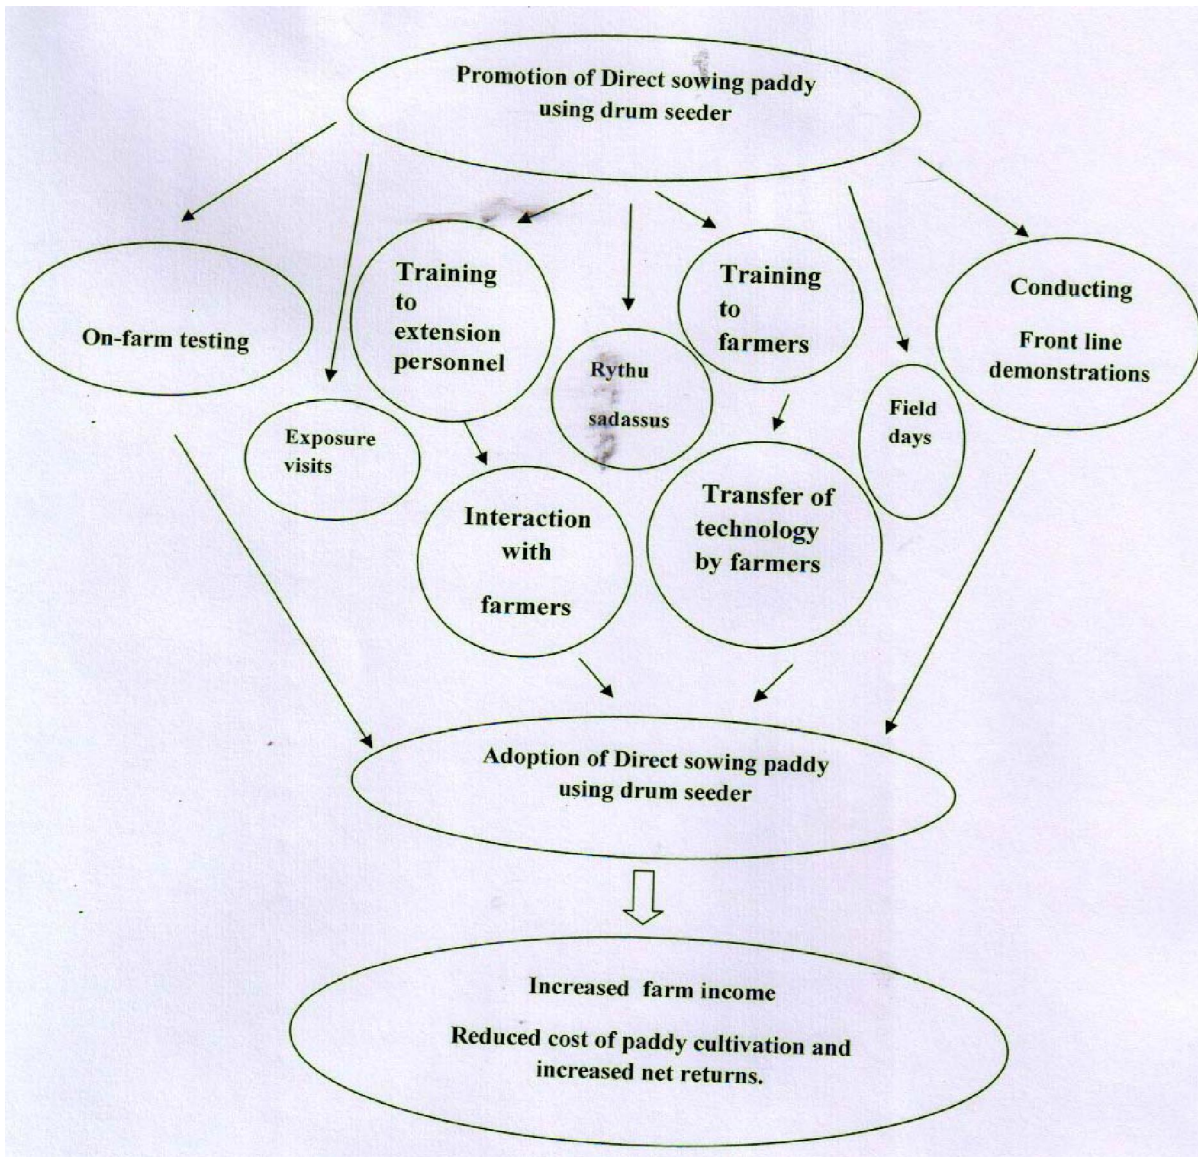 Promotion of Direct sowing paddy
using drum seeder
On-farm testing
Exposure
visits
Training
to
extension
personnel
Interaction
with
farmers
Rythu
sadassus
Training
to
farmers
Transfer of
technology
by farmers
Field
days
Conducting
Front line
demonstrations
Adoption of Direct sowing paddy
using drum seeder
Increased farm income
Reduced cost of paddy cultivation and
increased net returns.